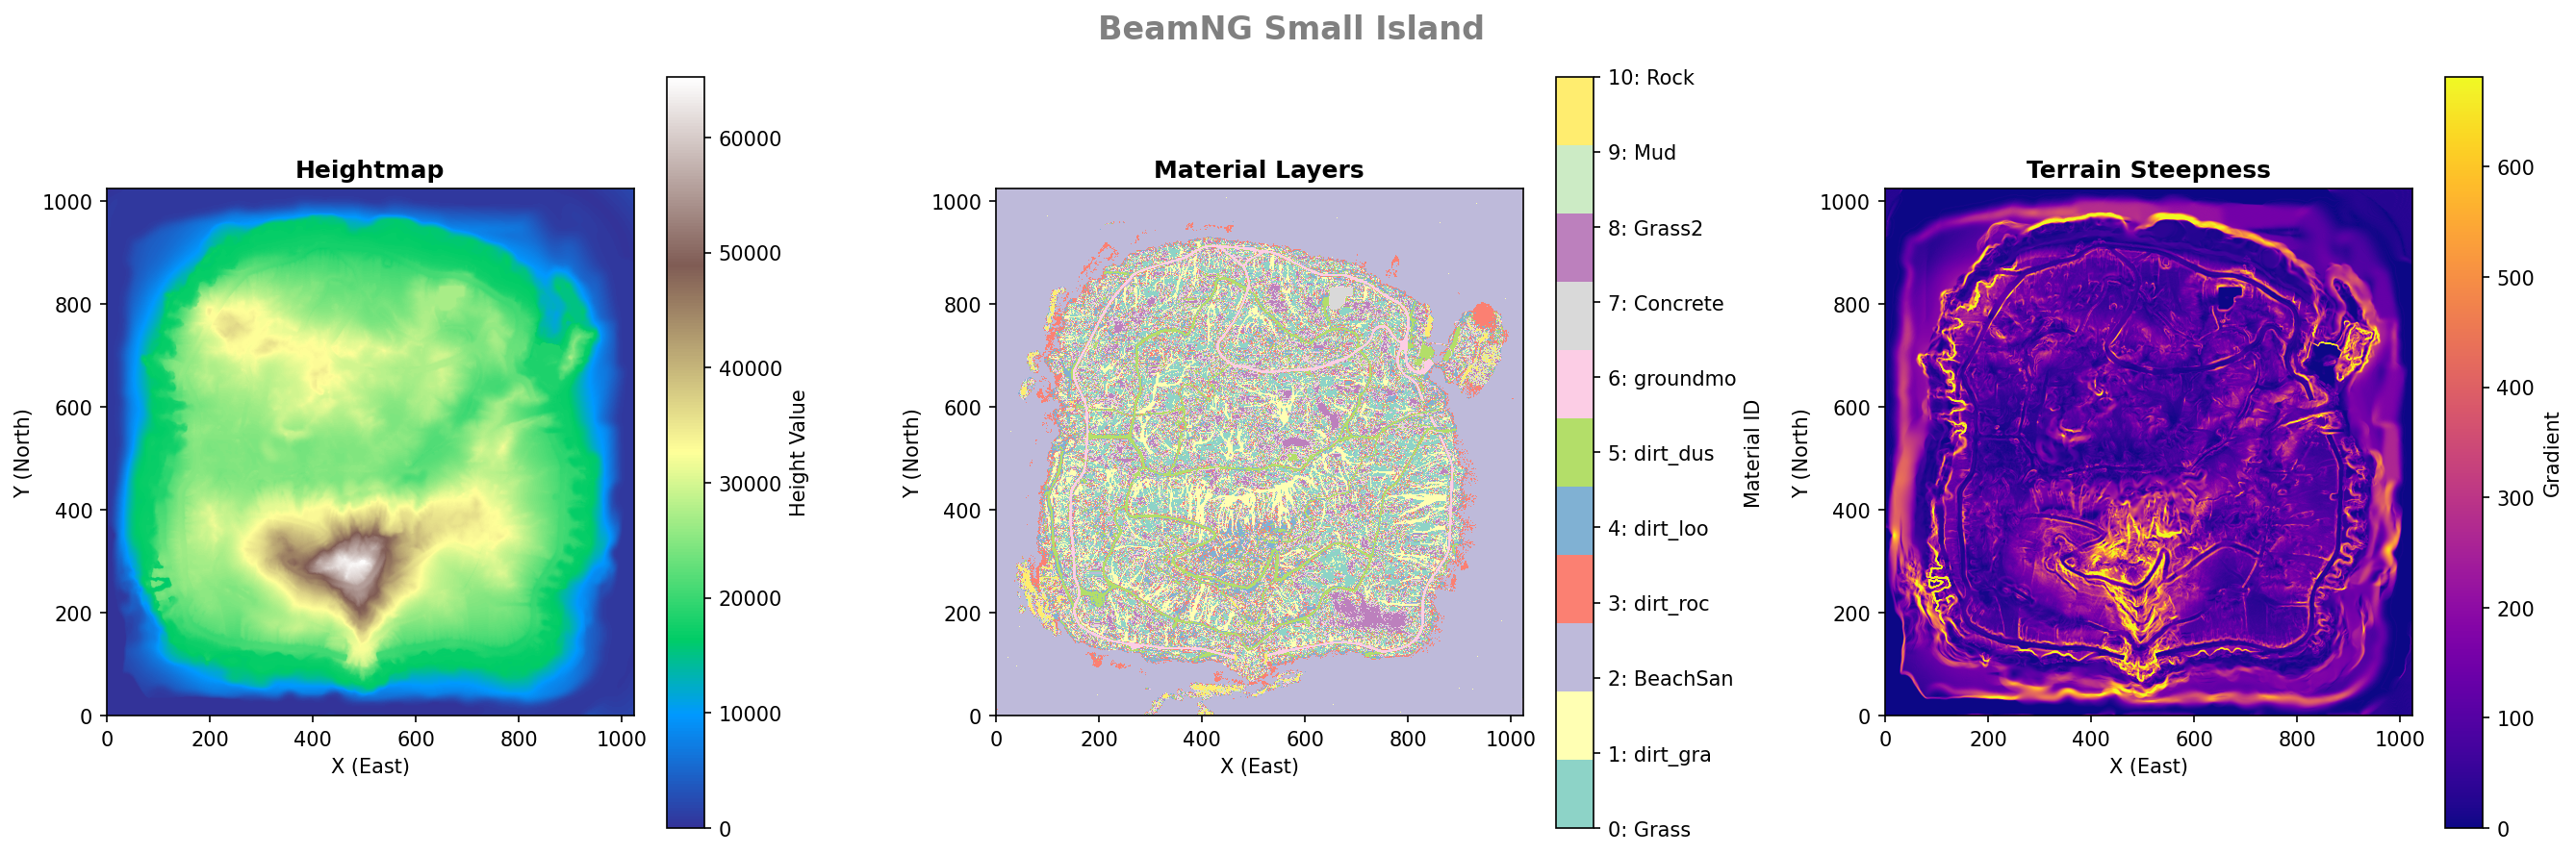 BeamNG Small Island
Heightmap
1000
800
600
400
200
0
Y (North)
0 200 400 600 800 1000
X (East)
60000
50000
40000
30000
20000
10000
0
Height Value
Material Layers
1000
800
600
400
200
0
Y (North)
0 200 400 600 800 1000
X (East)
10: Rock
9: Mud
8: Grass2
7: Concrete
6: groundmo
5: dirt_dus
4: dirt_loo
3: dirt_roc
2: BeachSan
1: dirt_gra
0: Grass
Material ID
Terrain Steepness
1000
800
600
400
200
0
Y (North)
0 200 400 600 800 1000
X (East)
600
500
400
300
200
100
0
Gradient